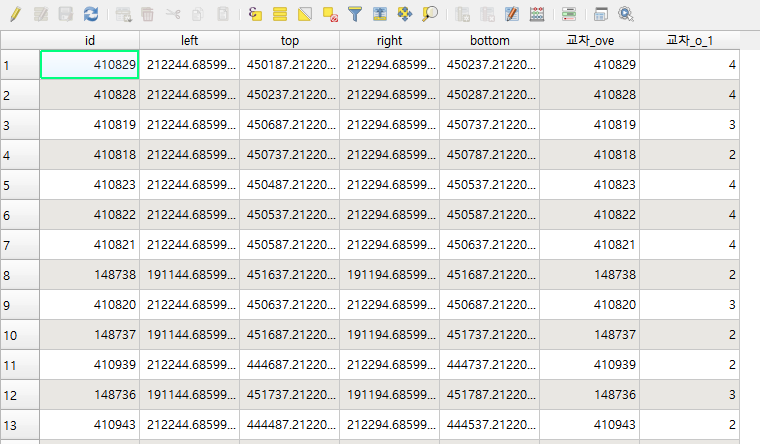 id left top right bottom 교차_ove 교차_o_1
1 410829 212244.68599... 450187.21220... 212294.68599... 450237.21220... 410829 4
2 410828 212244.68599... 450237.21220... 212294.68599... 450287.21220... 410828 4
3 410819 212244.68599... 450687.21220... 212294.68599... 450737.21220... 410819 3
4 410818 212244.68599... 450737.21220... 212294.68599... 450787.21220... 410818 2
5 410823 212244.68599... 450487.21220... 212294.68599... 450537.21220... 410823 4
6 410822 212244.68599... 450537.21220... 212294.68599... 450587.21220... 410822 4
7 410821 212244.68599... 450587.21220... 212294.68599... 450637.21220... 410821 4
8 148738 191144.68599... 451637.21220... 191194.68599... 451687.21220... 148738 2
9 410820 212244.68599... 450637.21220... 212294.68599... 450687.21220... 410820 3
10 148737 191144.68599... 451687.21220... 191194.68599... 451737.21220... 148737 2
11 410939 212244.68599... 444687.21220... 212294.68599... 444737.21220... 410939 2
12 148736 191144.68599... 451737.21220... 191194.68599... 451787.21220... 148736 3
13 410943 212244.68599... 444487.21220... 212294.68599... 444537.21220... 410943 2